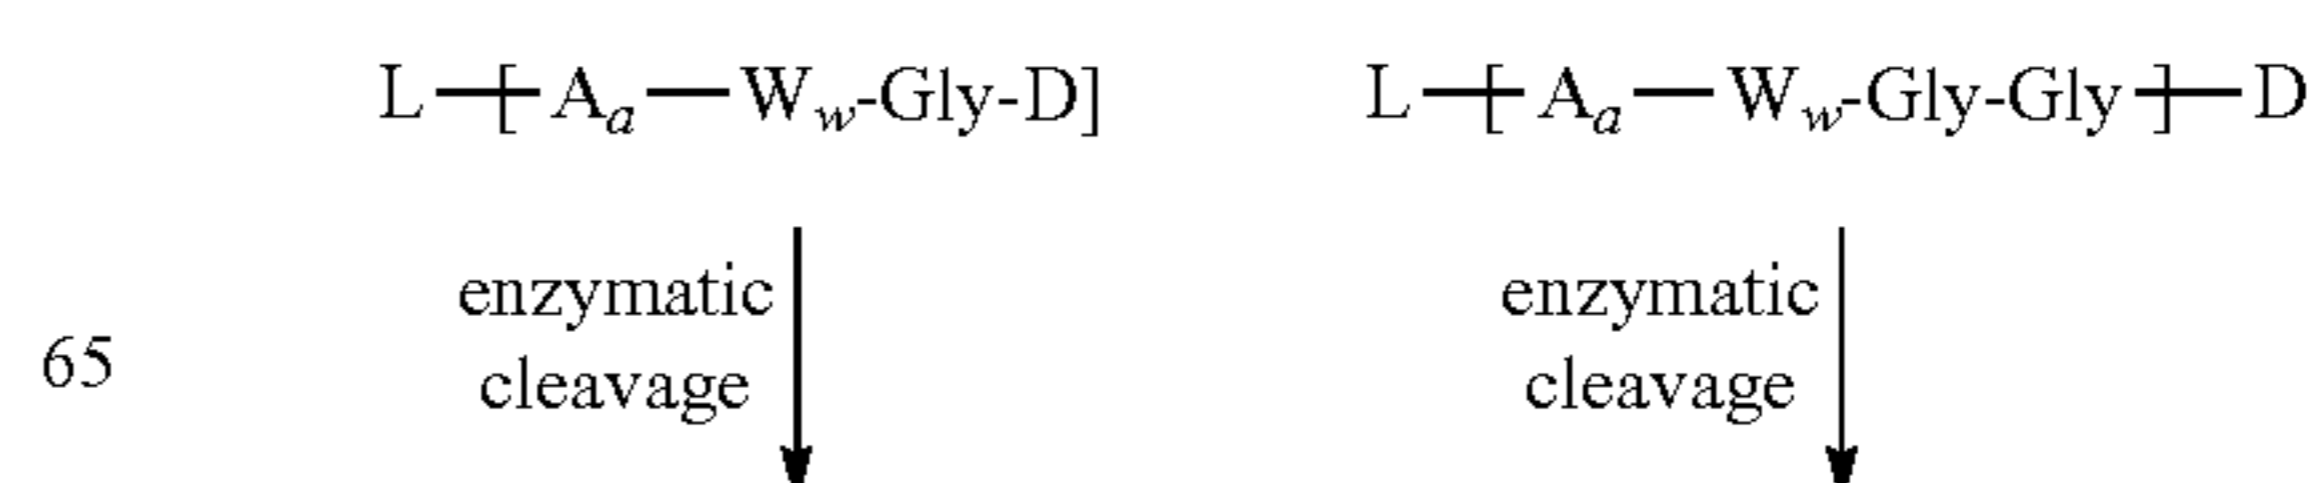 L—[A_a—W_w-Gly-D] L—[A_a—W_w-Gly-Gly]—D
enzymatic enzymatic
65
cleavage cleavage